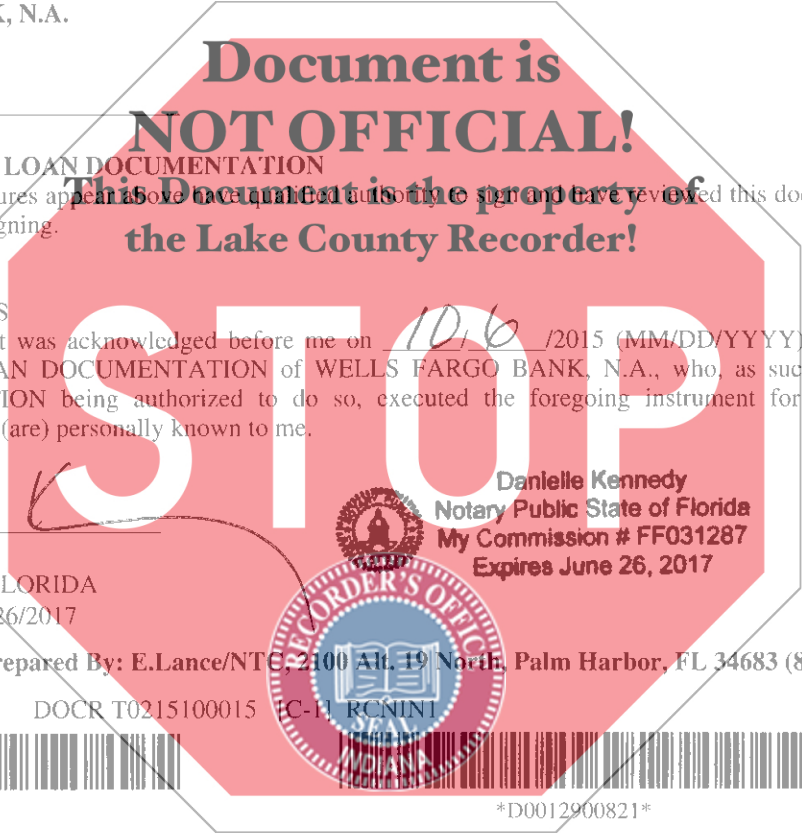 K, N.A.
Document is
NOT OFFICIAL!
LOAN DOCUMENTATION
This Document is the property of
ures appear above have qualified authority to sign and have reviewed this doc
gning.
the Lake County Recorder!
STOP
S
t was acknowledged before me on 10/6/2015 (MM/DD/YYYY)
AN DOCUMENTATION of WELLS FARGO BANK, N.A., who, as suc
ION being authorized to do so, executed the foregoing instrument for
(are) personally known to me.
Danielle Kennedy
Notary Public State of Florida
My Commission # FF031287
Expires June 26, 2017
LORIDA
26/2017
RECORDER'S OFFICE
SEAL
INDIANA
repared By: E.Lance/NTC, 2100 Alt. 19 North, Palm Harbor, FL 34683 (8
DOCR T0215100015 [C-1] RCNIN1
*D0012900821*